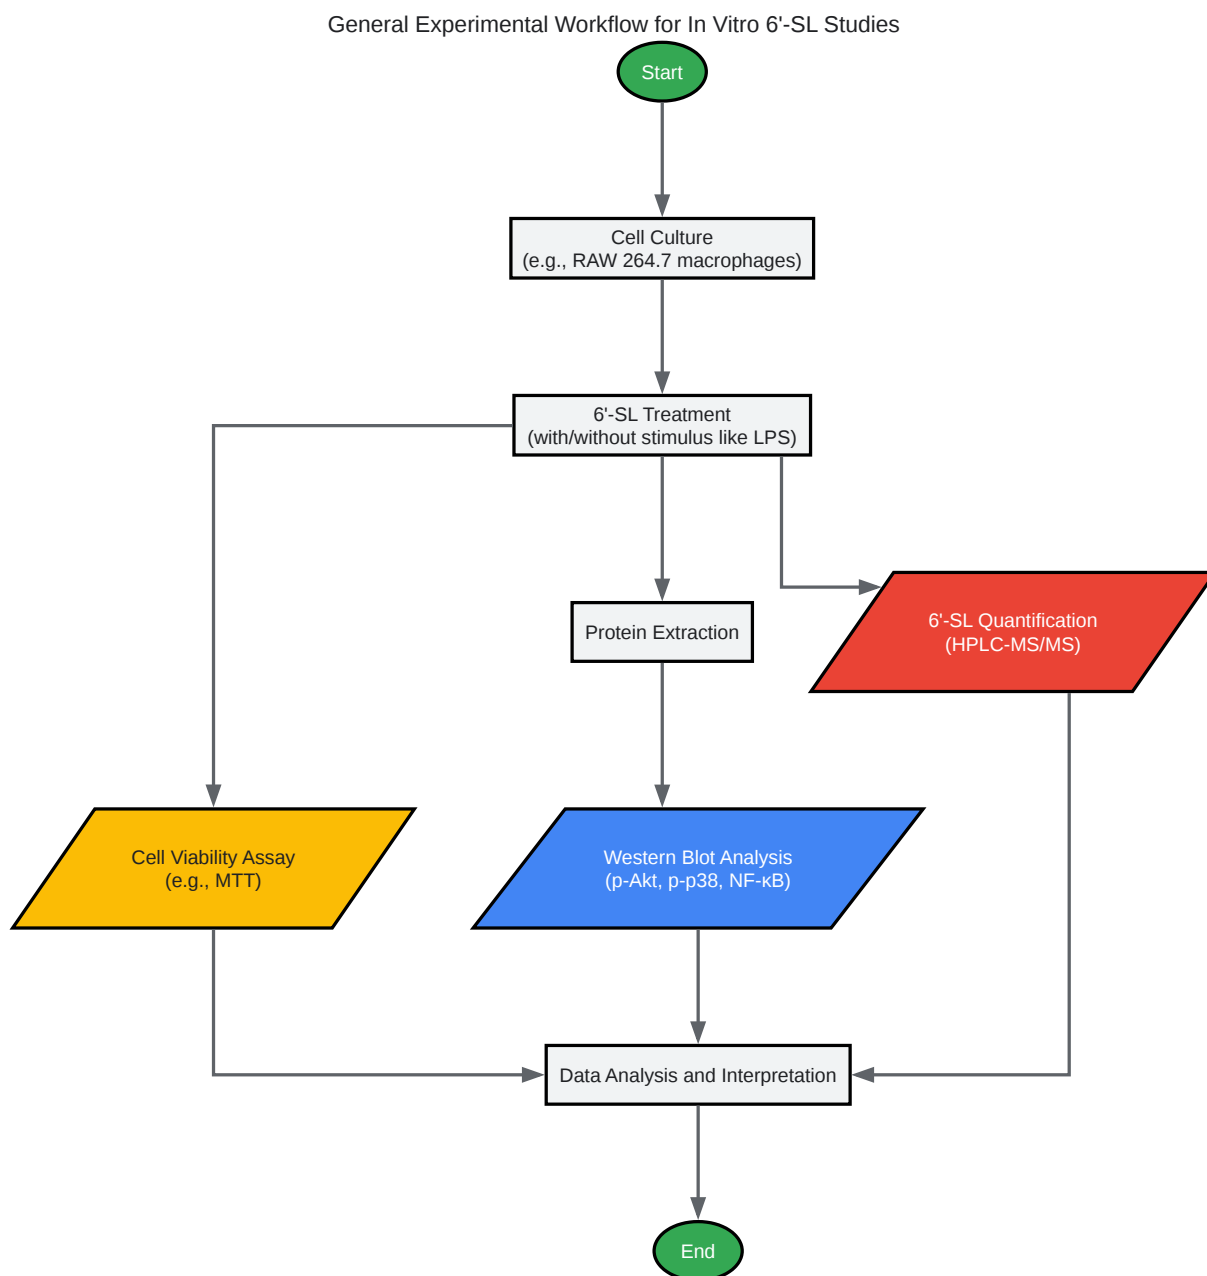 General Experimental Workflow for In Vitro 6'-SL Studies
Start
Cell Culture
(e.g., RAW 264.7 macrophages)
6'-SL Treatment
(with/without stimulus like LPS)
6'-SL Quantification
(HPLC-MS/MS)
Protein Extraction
Cell Viability Assay
(e.g., MTT)
Western Blot Analysis
(p-Akt, p-p38, NF-κB)
Data Analysis and Interpretation
End